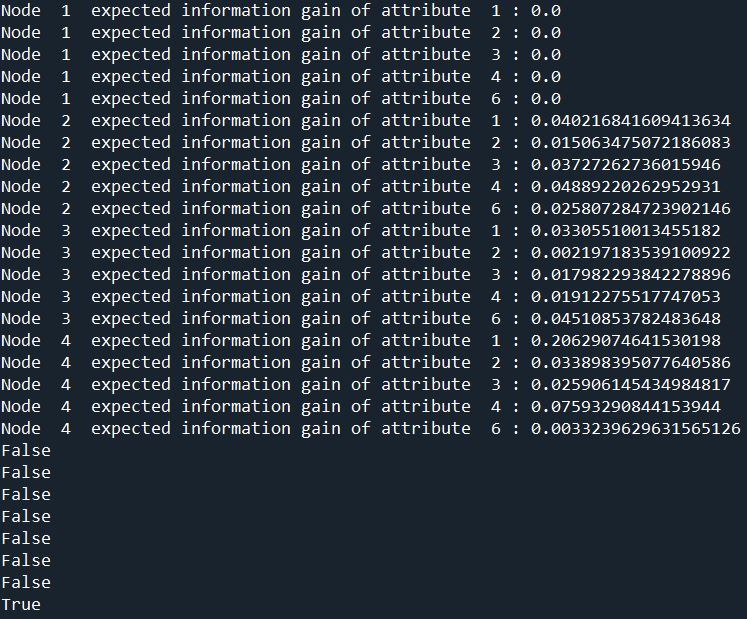 Node  1  expected information gain of attribute  1 : 0.0
Node  1  expected information gain of attribute  2 : 0.0
Node  1  expected information gain of attribute  3 : 0.0
Node  1  expected information gain of attribute  4 : 0.0
Node  1  expected information gain of attribute  6 : 0.0
Node  2  expected information gain of attribute  1 : 0.040216841609413634
Node  2  expected information gain of attribute  2 : 0.015063475072186083
Node  2  expected information gain of attribute  3 : 0.03727262736015946
Node  2  expected information gain of attribute  4 : 0.04889220262952931
Node  2  expected information gain of attribute  6 : 0.025807284723902146
Node  3  expected information gain of attribute  1 : 0.03305510013455182
Node  3  expected information gain of attribute  2 : 0.002197183539100922
Node  3  expected information gain of attribute  3 : 0.017982293842278896
Node  3  expected information gain of attribute  4 : 0.01912275517747053
Node  3  expected information gain of attribute  6 : 0.04510853782483648
Node  4  expected information gain of attribute  1 : 0.20629074641530198
Node  4  expected information gain of attribute  2 : 0.033898395077640586
Node  4  expected information gain of attribute  3 : 0.025906145434984817
Node  4  expected information gain of attribute  4 : 0.07593290844153944
Node  4  expected information gain of attribute  6 : 0.0033239629631565126
False
False
False
False
False
False
False
True